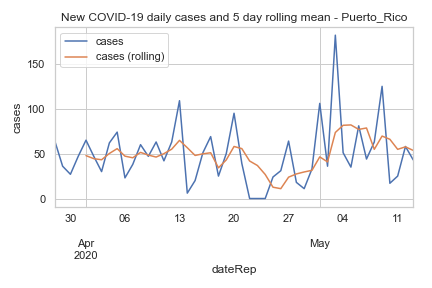 New COVID-19 daily cases and 5 day rolling mean - Puerto_Rico
cases
cases (rolling)
cases
150
100
50
0
30 06 13 20 27 04 11
Apr May
2020
dateRep